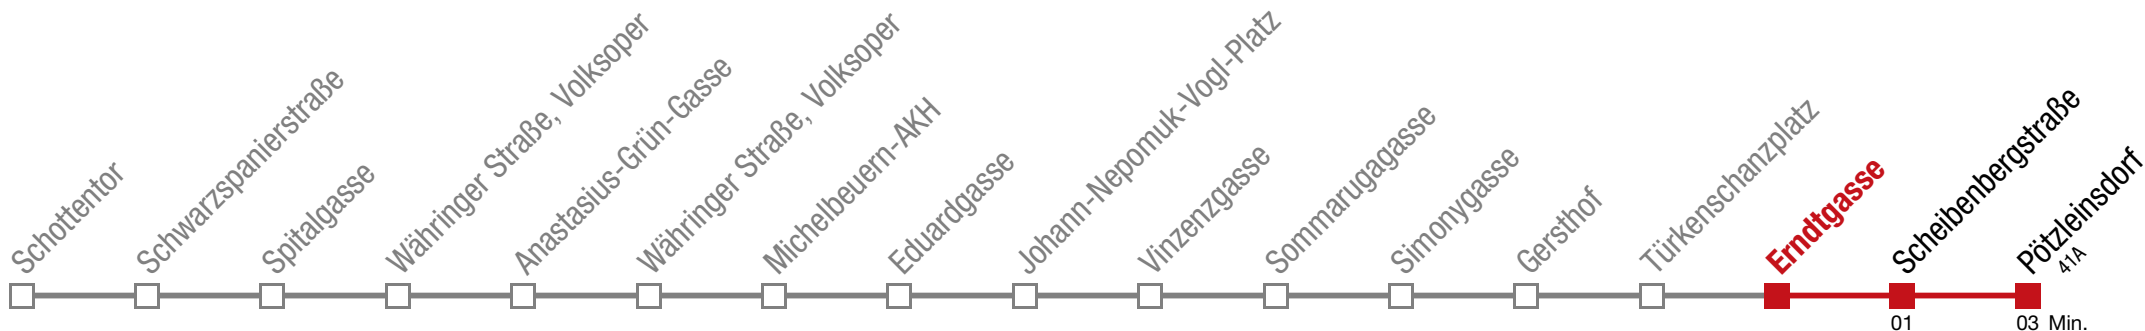 Schottentor
Schwarzspanierstraße
Spitalgasse
Währinger Straße, Volksoper
Anastasius-Grün-Gasse
Währinger Straße, Volksoper
Michelbeuern-AKH
Eduardgasse
Johann-Nepomuk-Vogl-Platz
Vinzenzgasse
Sommarugagasse
Simonygasse
Gersthof
Türkenschanzplatz
Erndtgasse
Scheibenbergstraße
Pötzleinsdorf
41A
01 03 Min.